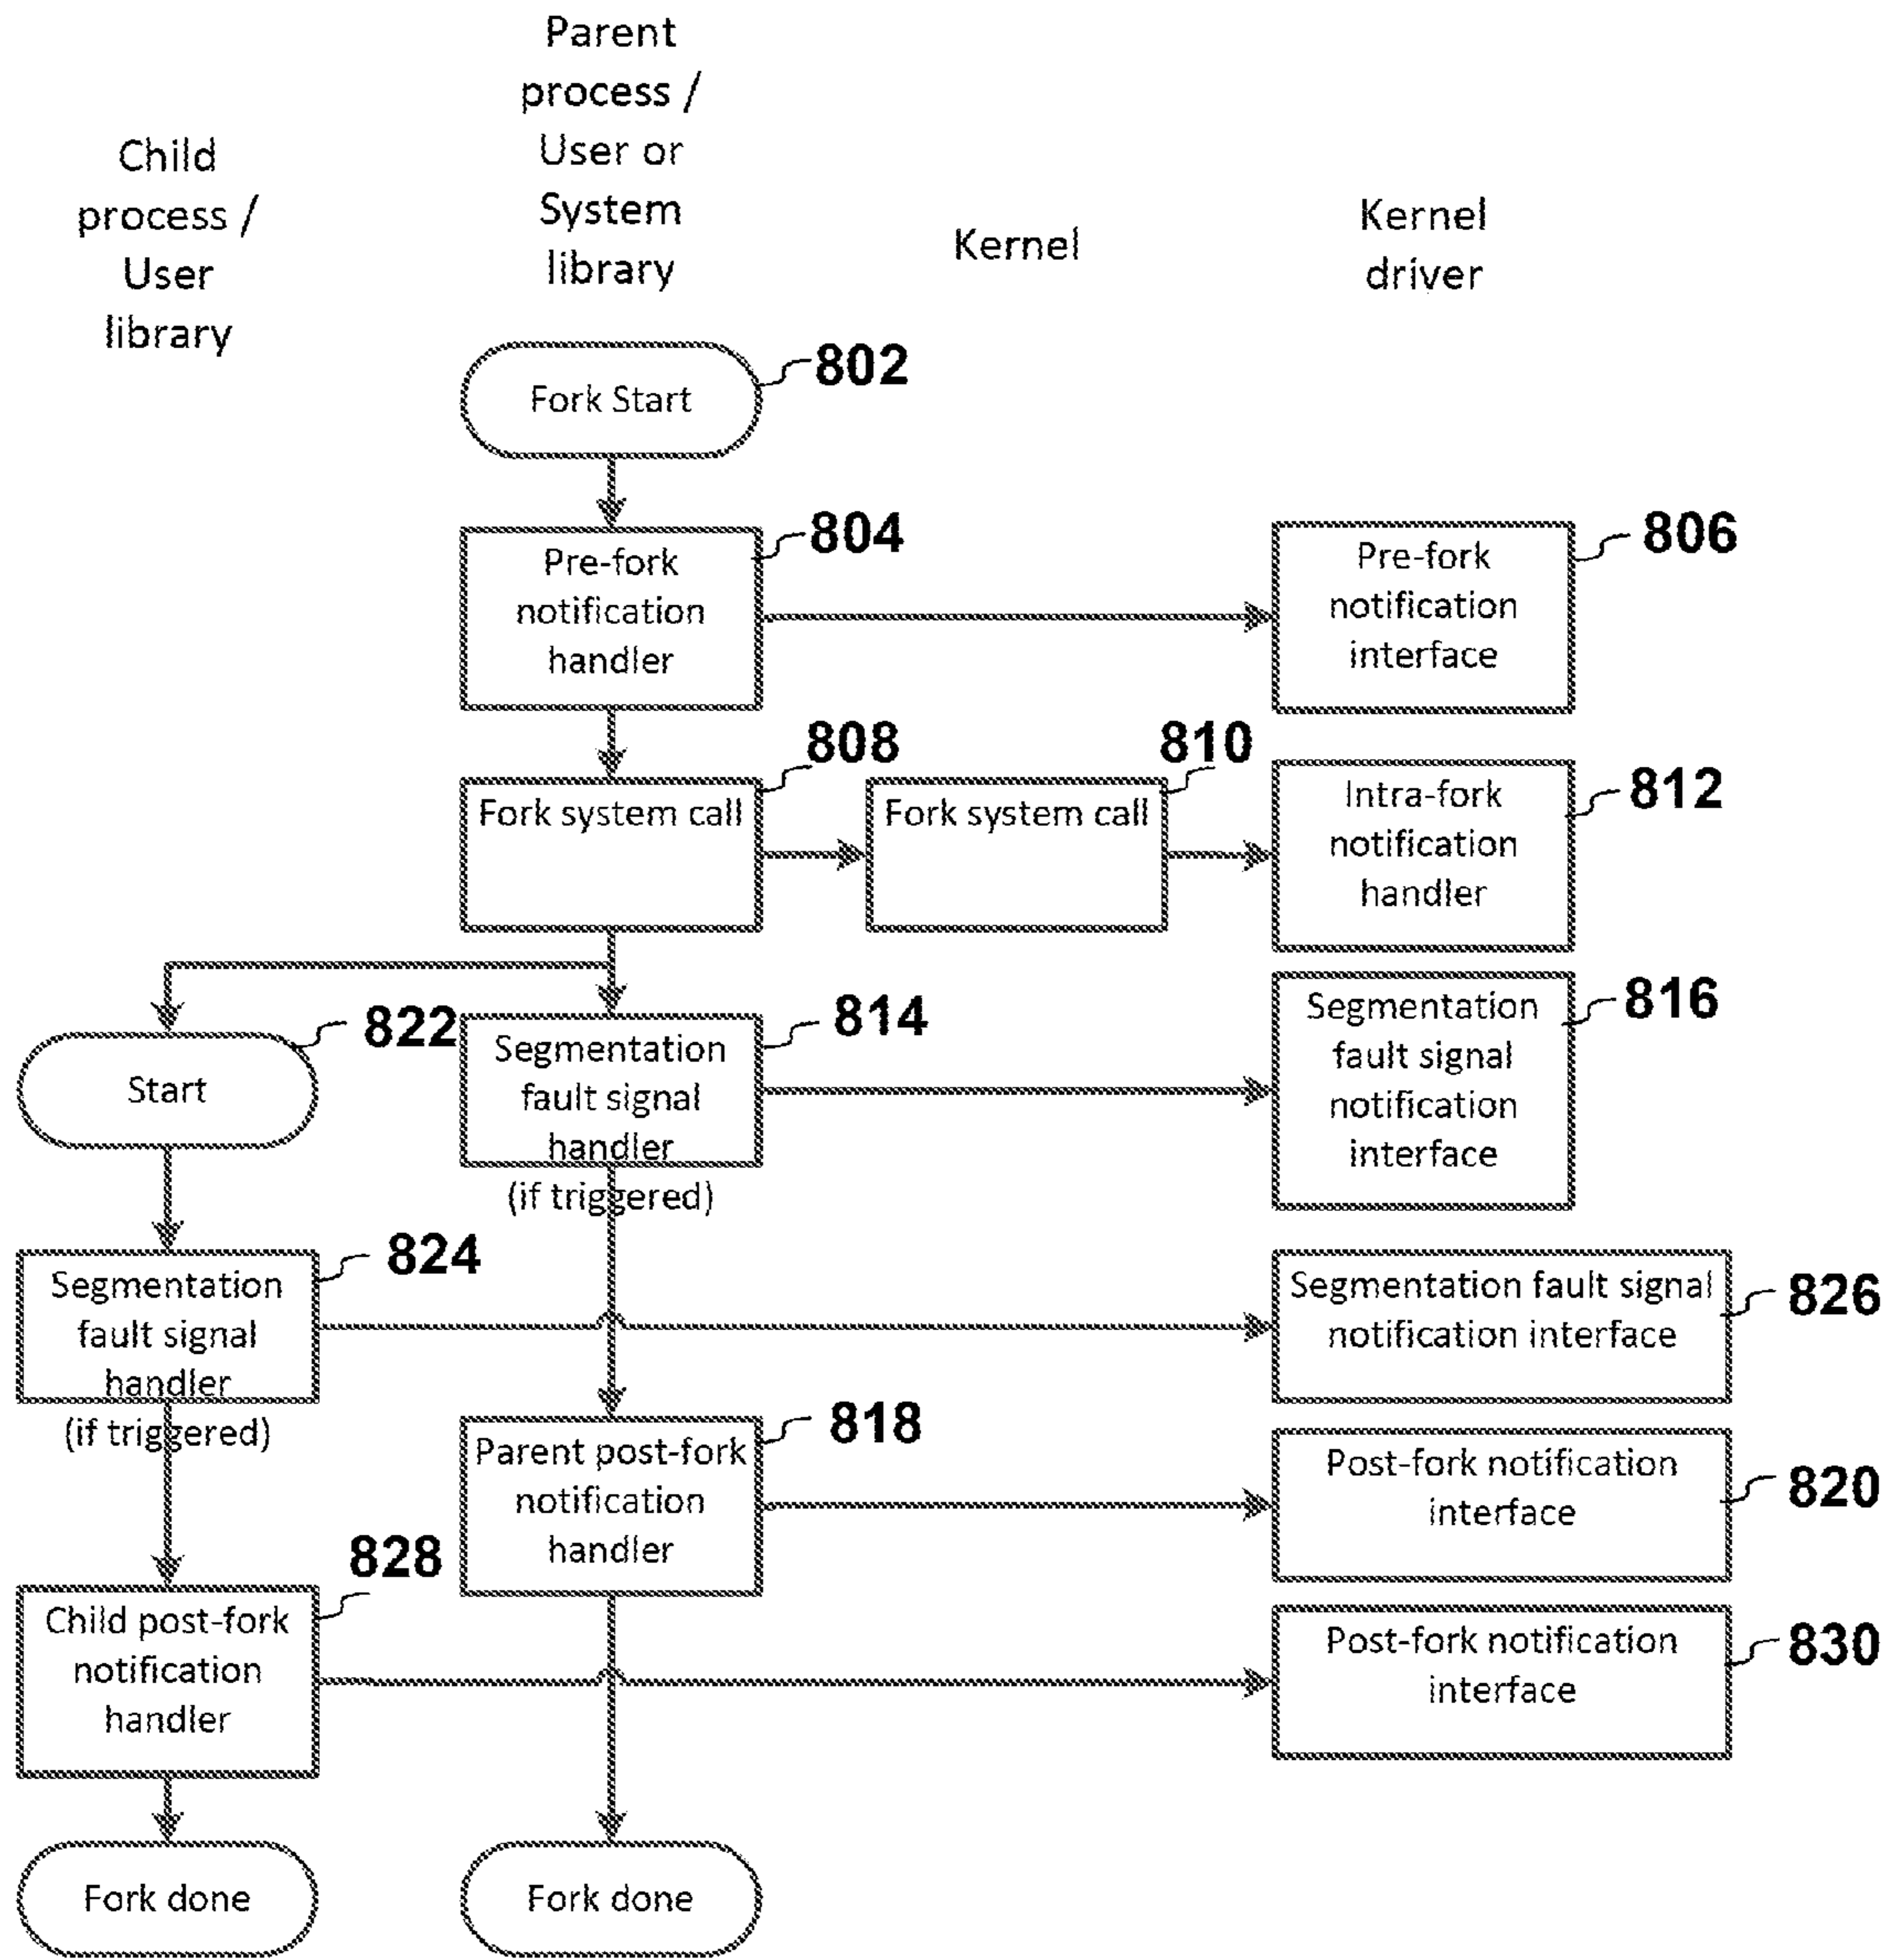 Child
process /
User
library
Parent
process /
User or
System
library
Kernel
Kernel
driver
Fork Start
802
Pre-fork
notification
handler
804
Pre-fork
notification
interface
806
Fork system call
808
Fork system call
810
Intra-fork
notification
handler
812
Start
822
Segmentation
fault signal
handler
(if triggered)
814
Segmentation
fault signal
notification
interface
816
Segmentation
fault signal
handler
(if triggered)
824
Segmentation fault signal
notification interface
826
Parent post-fork
notification
handler
818
Post-fork notification
interface
820
Child post-fork
notification
handler
828
Post-fork notification
interface
830
Fork done
Fork done